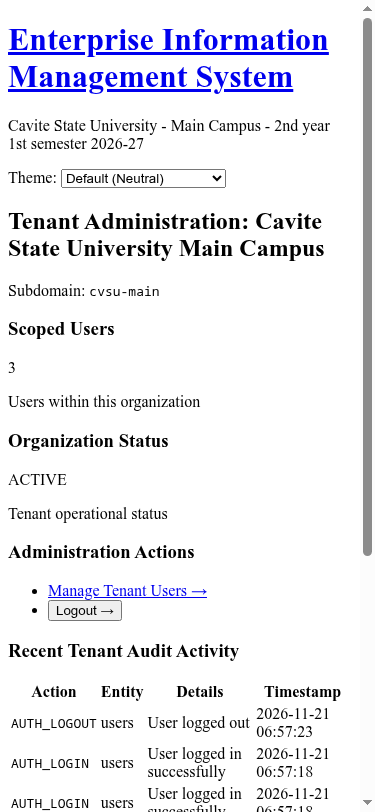 Enterprise Information
Management System
Cavite State University - Main Campus - 2nd year
1st semester 2026-27
Theme: Default (Neutral)
Tenant Administration: Cavite
State University Main Campus
Subdomain: cvsu-main
Scoped Users
3
Users within this organization
Organization Status
ACTIVE
Tenant operational status
Administration Actions
Manage Tenant Users →
Logout →
Recent Tenant Audit Activity
Action Entity Details Timestamp
AUTH_LOGOUT users User logged out 2026-11-21
06:57:23
AUTH_LOGIN users User logged in 2026-11-21
successfully 06:57:18
AUTH_LOGIN users User logged in 2026-11-21
successfully 06:57:18